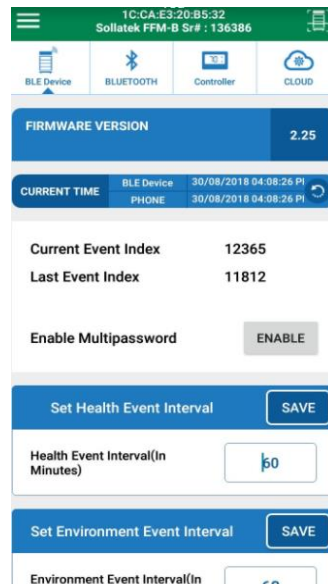 1C:CA:E3:20:B5:32
Sollatek FFM-B Sr# : 136386
BLE Device BLUETOOTH Controller CLOUD
FIRMWARE VERSION 2.25
CURRENT TIME
BLE Device 30/08/2018 04:08:26
PHONE 30/08/2018 04:08:26
Current Event Index 12365
Last Event Index 11812
Enable Multipassword ENABLE
Set Health Event Interval SAVE
Health Event Interval(In 60
Minutes)
Set Environment Event Interval SAVE
Environment Event Interval(In